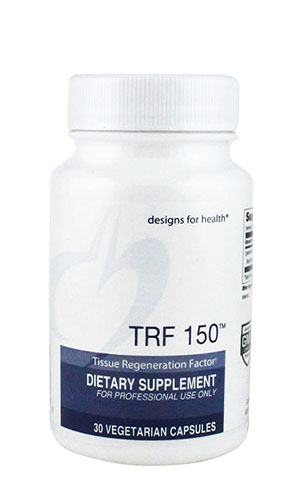 designs for health®
TRF 150™
Tissue Regeneration Factor
DIETARY SUPPLEMENT
FOR PROFESSIONAL USE ONLY
30 VEGETARIAN CAPSULES